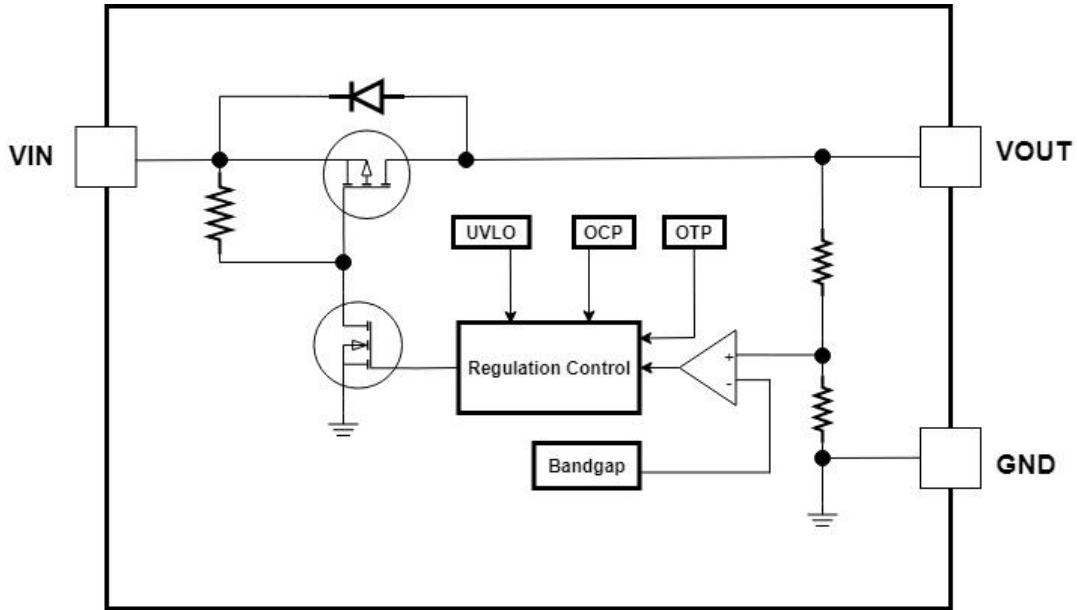 VIN
VOUT
UVLO
OCP
OTP
Regulation Control
+
-
Bandgap
GND